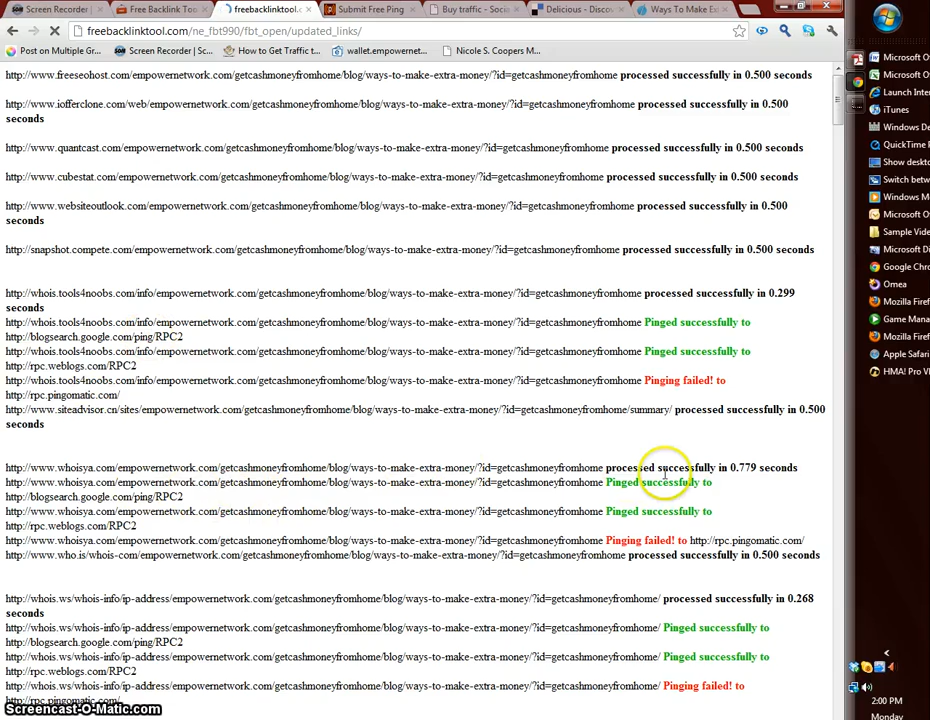 Screen Recorder
Free Backlink Tool
freebacklinktool.c
Submit Free Ping
Buy traffic - Socia
Delicious - Discov
Ways To Make Ex
freebacklinktool.com/ne_fbt990/fbt_open/updated_links/
Post on Multiple Gr...
Screen Recorder | Sc...
How to Get Traffic t...
wallet.empowernet...
Nicole S. Coopers M...
http://www.freeseohost.com/empowernetwork.com/getcashmoneyfromhome/blog/ways-to-make-extra-money/?id=getcashmoneyfromhome processed successfully in 0.500 seconds
http://www.iofferclone.com/web/empowernetwork.com/getcashmoneyfromhome/blog/ways-to-make-extra-money/?id=getcashmoneyfromhome processed successfully in 0.500
seconds
http://www.quantcast.com/empowernetwork.com/getcashmoneyfromhome/blog/ways-to-make-extra-money/?id=getcashmoneyfromhome processed successfully in 0.500 seconds
http://www.cubestat.com/empowernetwork.com/getcashmoneyfromhome/blog/ways-to-make-extra-money/?id=getcashmoneyfromhome processed successfully in 0.500 seconds
http://www.websiteoutlook.com/empowernetwork.com/getcashmoneyfromhome/blog/ways-to-make-extra-money/?id=getcashmoneyfromhome processed successfully in 0.500
seconds
http://snapshot.compete.com/empowernetwork.com/getcashmoneyfromhome/blog/ways-to-make-extra-money/?id=getcashmoneyfromhome processed successfully in 0.500 seconds
http://whois.tools4noobs.com/info/empowernetwork.com/getcashmoneyfromhome/blog/ways-to-make-extra-money/?id=getcashmoneyfromhome processed successfully in 0.299
seconds
http://whois.tools4noobs.com/info/empowernetwork.com/getcashmoneyfromhome/blog/ways-to-make-extra-money/?id=getcashmoneyfromhome Pinged successfully to
http://blogsearch.google.com/ping/RPC2
http://whois.tools4noobs.com/info/empowernetwork.com/getcashmoneyfromhome/blog/ways-to-make-extra-money/?id=getcashmoneyfromhome Pinged successfully to
http://rpc.weblogs.com/RPC2
http://whois.tools4noobs.com/info/empowernetwork.com/getcashmoneyfromhome/blog/ways-to-make-extra-money/?id=getcashmoneyfromhome Pinging failed! to
http://rpc.pingomatic.com/
http://www.siteadvisor.cn/sites/empowernetwork.com/getcashmoneyfromhome/blog/ways-to-make-extra-money/?id=getcashmoneyfromhome/summary/ processed successfully in 0.500
seconds
http://www.whoisya.com/empowernetwork.com/getcashmoneyfromhome/blog/ways-to-make-extra-money/?id=getcashmoneyfromhome processed successfully in 0.779 seconds
http://www.whoisya.com/empowernetwork.com/getcashmoneyfromhome/blog/ways-to-make-extra-money/?id=getcashmoneyfromhome Pinged successfully to
http://blogsearch.google.com/ping/RPC2
http://www.whoisya.com/empowernetwork.com/getcashmoneyfromhome/blog/ways-to-make-extra-money/?id=getcashmoneyfromhome Pinged successfully to
http://rpc.weblogs.com/RPC2
http://www.whoisya.com/empowernetwork.com/getcashmoneyfromhome/blog/ways-to-make-extra-money/?id=getcashmoneyfromhome Pinging failed! to http://rpc.pingomatic.com/
http://www.who.is/whois-com/empowernetwork.com/getcashmoneyfromhome/blog/ways-to-make-extra-money/?id=getcashmoneyfromhome processed successfully in 0.500 seconds
http://whois.ws/whois-info/ip-address/empowernetwork.com/getcashmoneyfromhome/blog/ways-to-make-extra-money/?id=getcashmoneyfromhome/ processed successfully in 0.268
seconds
http://whois.ws/whois-info/ip-address/empowernetwork.com/getcashmoneyfromhome/blog/ways-to-make-extra-money/?id=getcashmoneyfromhome/ Pinged successfully to
http://blogsearch.google.com/ping/RPC2
http://whois.ws/whois-info/ip-address/empowernetwork.com/getcashmoneyfromhome/blog/ways-to-make-extra-money/?id=getcashmoneyfromhome/ Pinged successfully to
http://rpc.weblogs.com/RPC2
http://whois.ws/whois-info/ip-address/empowernetwork.com/getcashmoneyfromhome/blog/ways-to-make-extra-money/?id=getcashmoneyfromhome/ Pinging failed! to
http://rpc.pingomatic.com/
Screencast-O-Matic.com
Microsoft O
Microsoft O
Launch Inter
iTunes
Windows De
QuickTime P
Show deskto
Switch betw
Windows Me
Microsoft Of
Sample Vide
Microsoft Di
Google Chro
Omea
Mozilla Firef
Game Mana
Mozilla Firef
Apple Safari
HMA! Pro V
2:00 PM
Monday